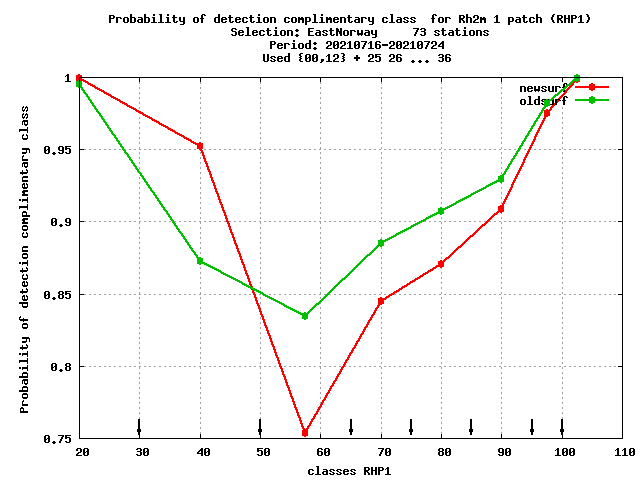 Probability of detection complimentary class  for Rh2m 1 patch (RHP1)
Selection: EastNorway     73 stations
Period: 20210716-20210724
Used {00,12} + 25 26 ... 36
newsurf
oldsurf
Probability of detection complimentary class
1
0.95
0.9
0.85
0.8
0.75
20 30 40 50 60 70 80 90 100 110
classes RHP1